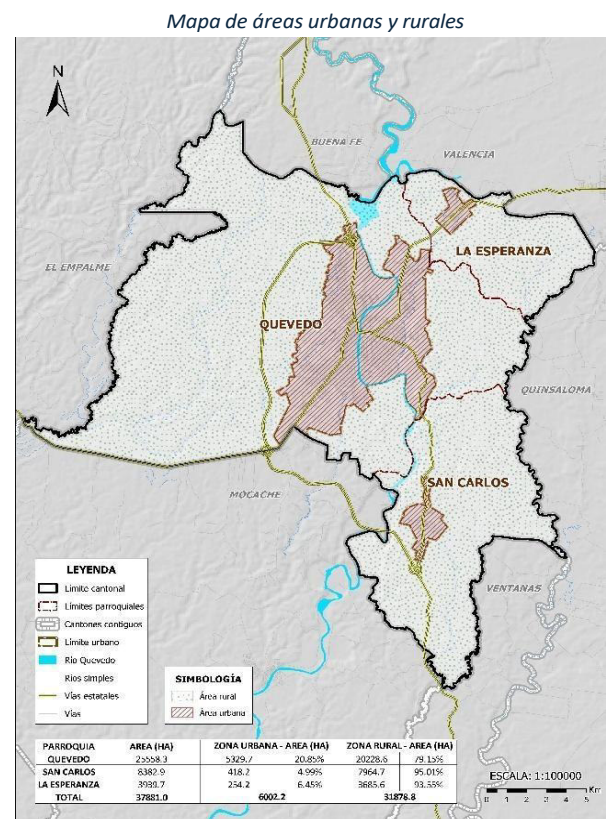 Mapa de áreas urbanas y rurales
N
BUENA FE
VALENCIA
LA ESPERANZA
EL EMPALME
QUEVEDO
QUINSALOMA
SAN CARLOS
MOCACHE
VENTANAS
LEYENDA
Límite cantonal
Límites parroquiales
Cantones contiguos
Límite urbano
Río Quevedo
Ríos simples
Vías estatales
Vías
SIMBOLOGÍA
Área rural
Área urbana
PARROQUIA AREA (HA) ZONA URBANA - AREA (HA) ZONA RURAL - AREA (HA)
QUEVEDO 25558.3 5329.7 20.85% 20228.6 79.15%
SAN CARLOS 8382.9 418.2 4.99% 7964.7 95.01%
LA ESPERANZA 3939.7 254.2 6.45% 3685.6 93.55%
TOTAL 37881.0 6002.2 31878.8
ESCALA: 1:100000
0 1 2 3 4 5 Km